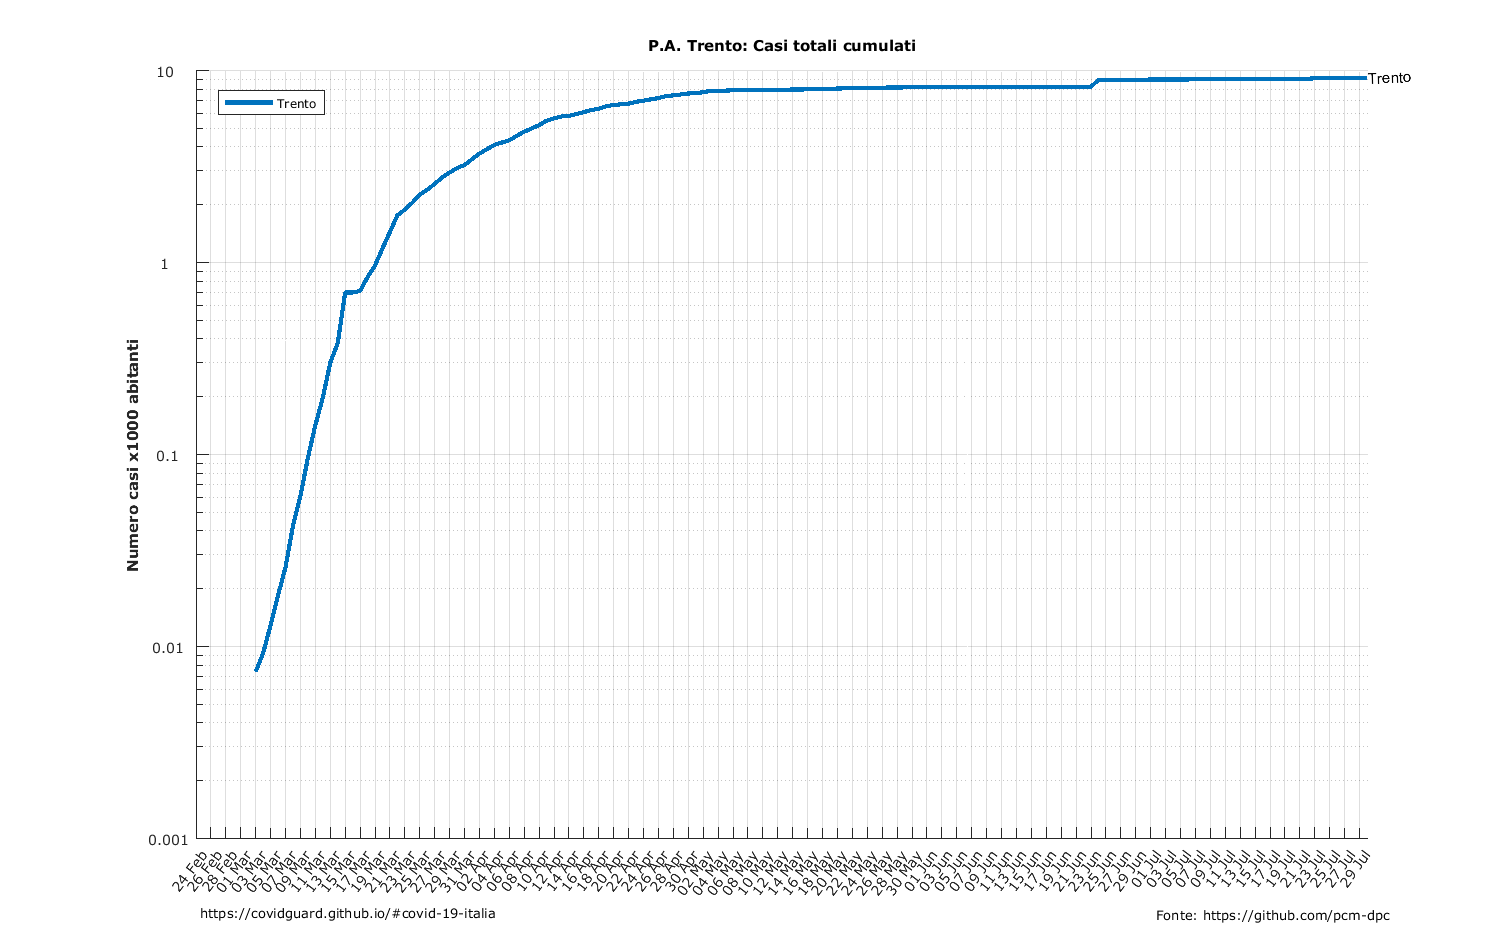 P.A. Trento: Casi totali cumulati
10
1
0.1
0.01
0.001
Numero casi x1000 abitanti
Trento
Trento
24 Feb
26 Feb
28 Feb
01 Mar
03 Mar
05 Mar
07 Mar
09 Mar
11 Mar
13 Mar
15 Mar
17 Mar
19 Mar
21 Mar
23 Mar
25 Mar
27 Mar
29 Mar
31 Mar
02 Apr
04 Apr
06 Apr
08 Apr
10 Apr
12 Apr
14 Apr
16 Apr
18 Apr
20 Apr
22 Apr
24 Apr
26 Apr
28 Apr
30 Apr
02 May
04 May
06 May
08 May
10 May
12 May
14 May
16 May
18 May
20 May
22 May
24 May
26 May
28 May
30 May
01 Jun
03 Jun
05 Jun
07 Jun
09 Jun
11 Jun
13 Jun
15 Jun
17 Jun
19 Jun
21 Jun
23 Jun
25 Jun
27 Jun
29 Jun
01 Jul
03 Jul
05 Jul
07 Jul
09 Jul
11 Jul
13 Jul
15 Jul
17 Jul
19 Jul
21 Jul
23 Jul
25 Jul
27 Jul
29 Jul
https://covidguard.github.io/#covid-19-italia
Fonte: https://github.com/pcm-dpc